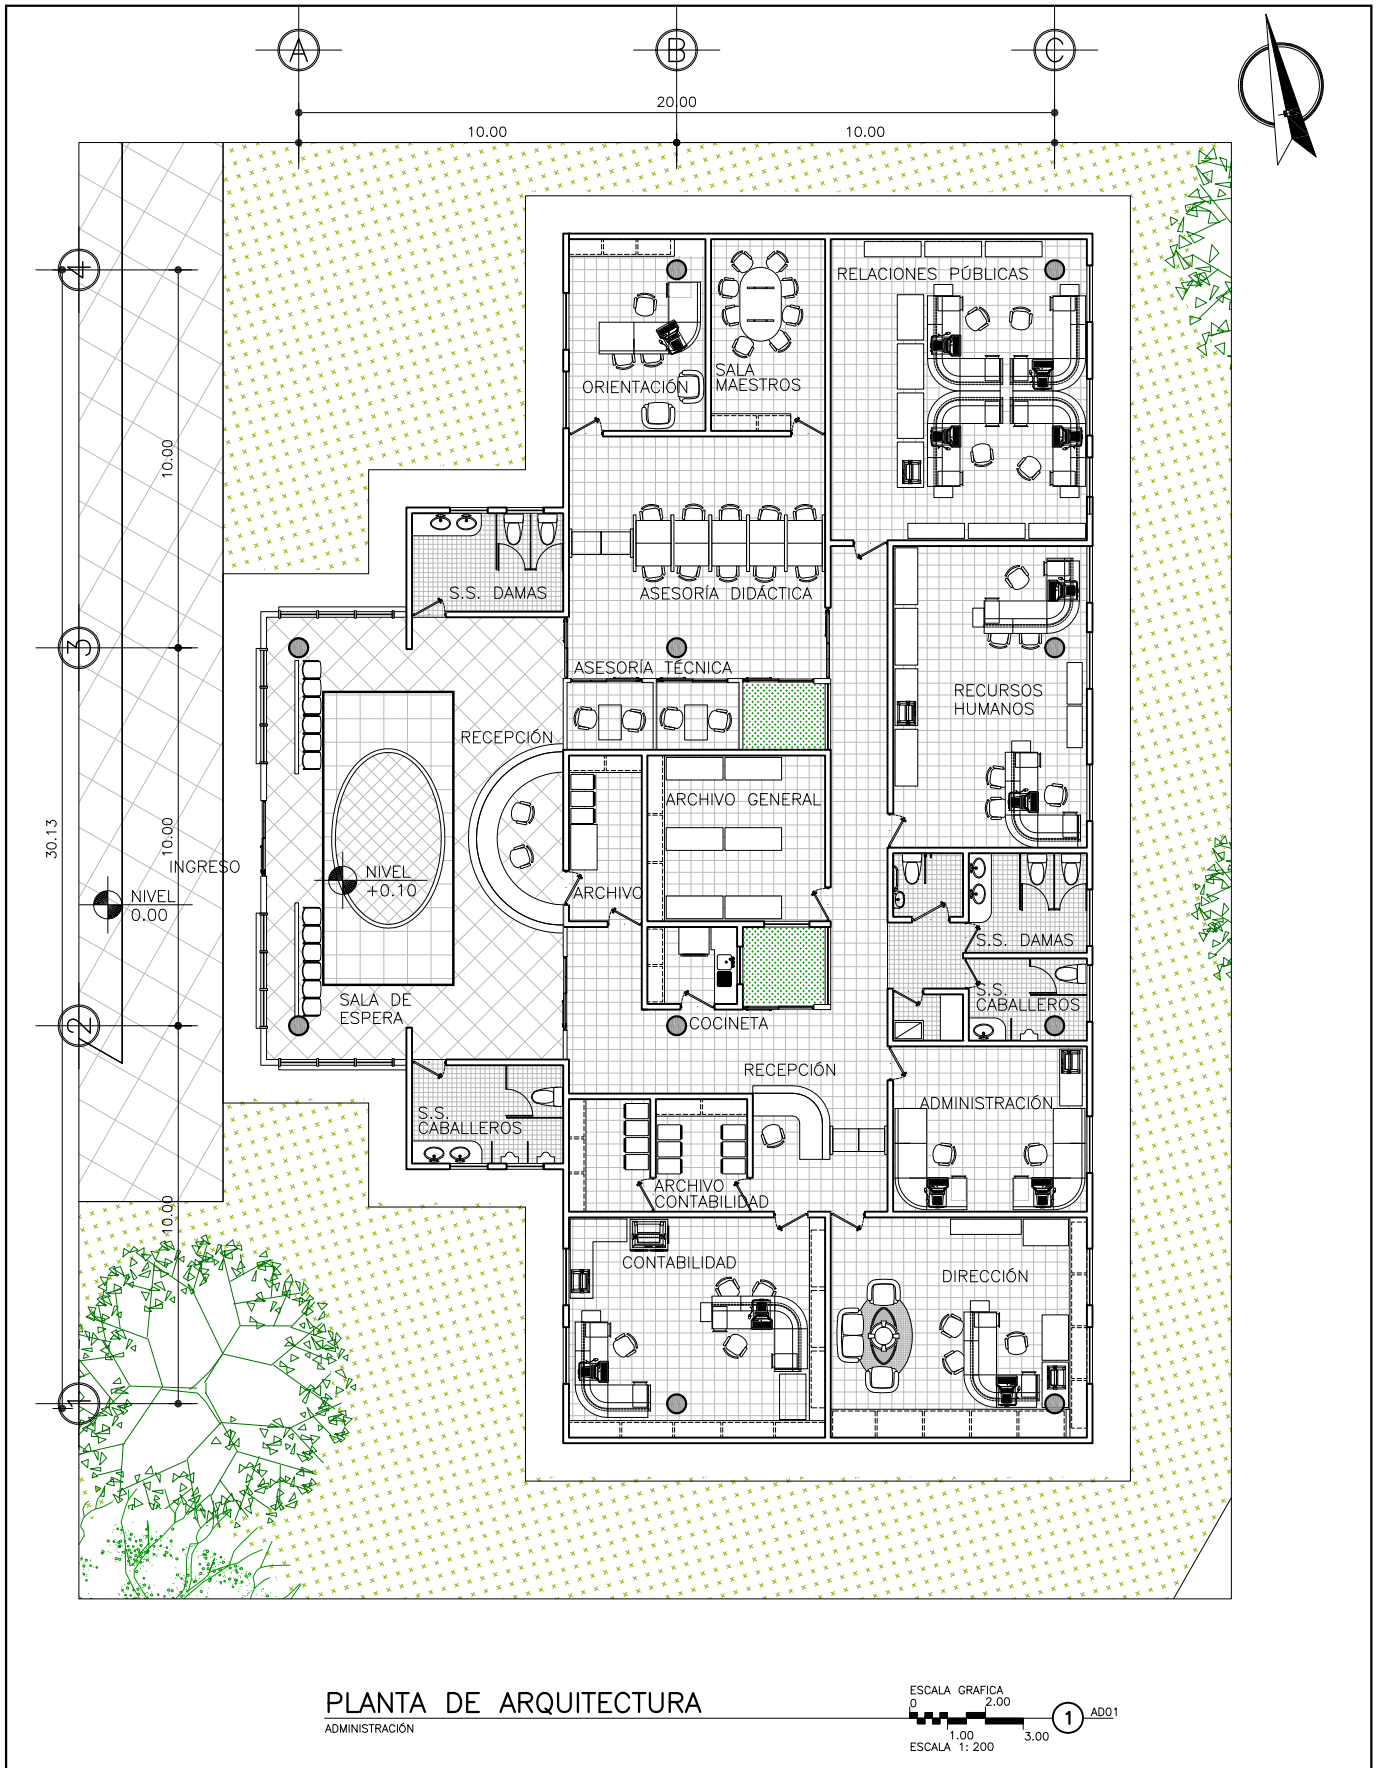 A
B
C
20.00
10.00
10.00
4
RELACIONES PÚBLICAS
SALA
MAESTROS
ORIENTACIÓN
10.00
S.S. DAMAS
ASESORÍA DIDÁCTICA
3
ASESORÍA TÉCNICA
RECURSOS
HUMANOS
RECEPCIÓN
ARCHIVO GENERAL
30.13
10.00
INGRESO
NIVEL
+0.10
NIVEL
0.00
ARCHIVO
S.S. DAMAS
SALA DE
ESPERA
S.S.
CABALLEROS
2
COCINETA
RECEPCIÓN
ADMINISTRACIÓN
S.S.
CABALLEROS
ARCHIVO
CONTABILIDAD
10.00
CONTABILIDAD
DIRECCIÓN
1
PLANTA DE ARQUITECTURA
ADMINISTRACIÓN
ESCALA GRAFICA
0
2.00
1.00
3.00
ESCALA 1: 200
1
AD01